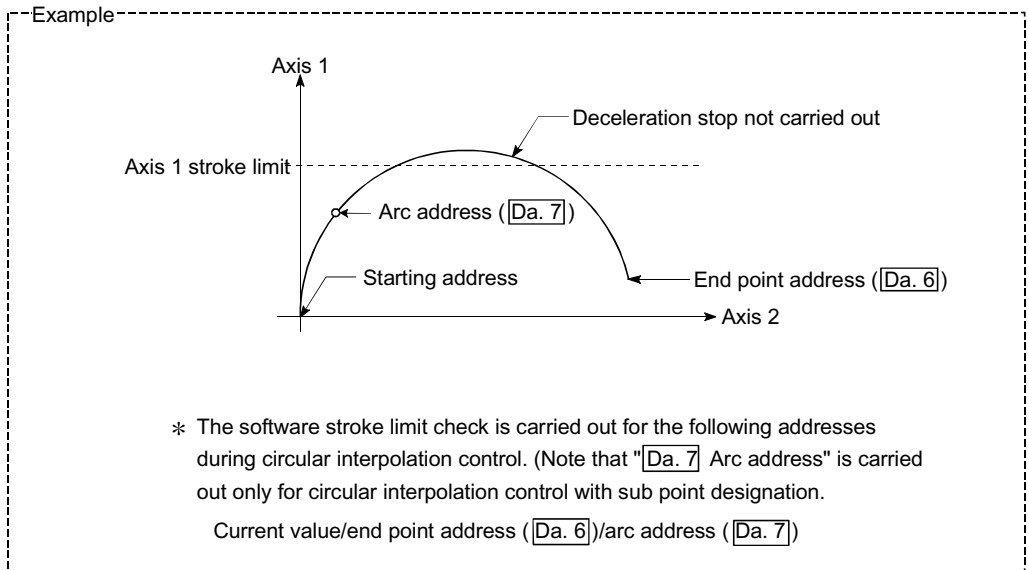 Example
Axis 1
Deceleration stop not carried out
Axis 1 stroke limit
Arc address (Da. 7)
Starting address
End point address (Da. 6)
Axis 2
* The software stroke limit check is carried out for the following addresses
during circular interpolation control. (Note that "Da. 7 Arc address" is carried
out only for circular interpolation control with sub point designation.
Current value/end point address (Da. 6)/arc address (Da. 7)